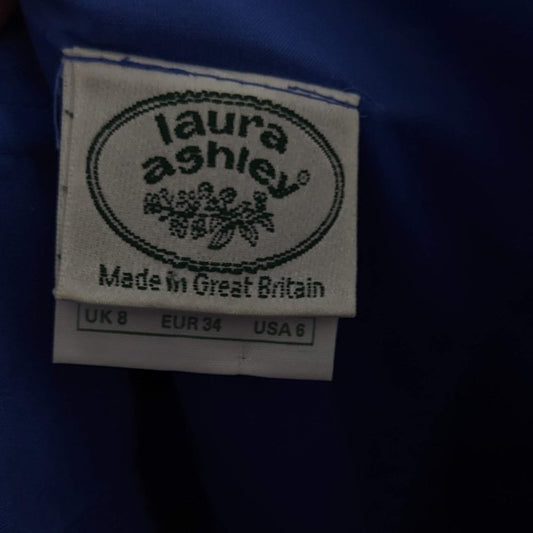 laura
ashley®
Made in Great Britain
UK 8 EUR 34 USA 6